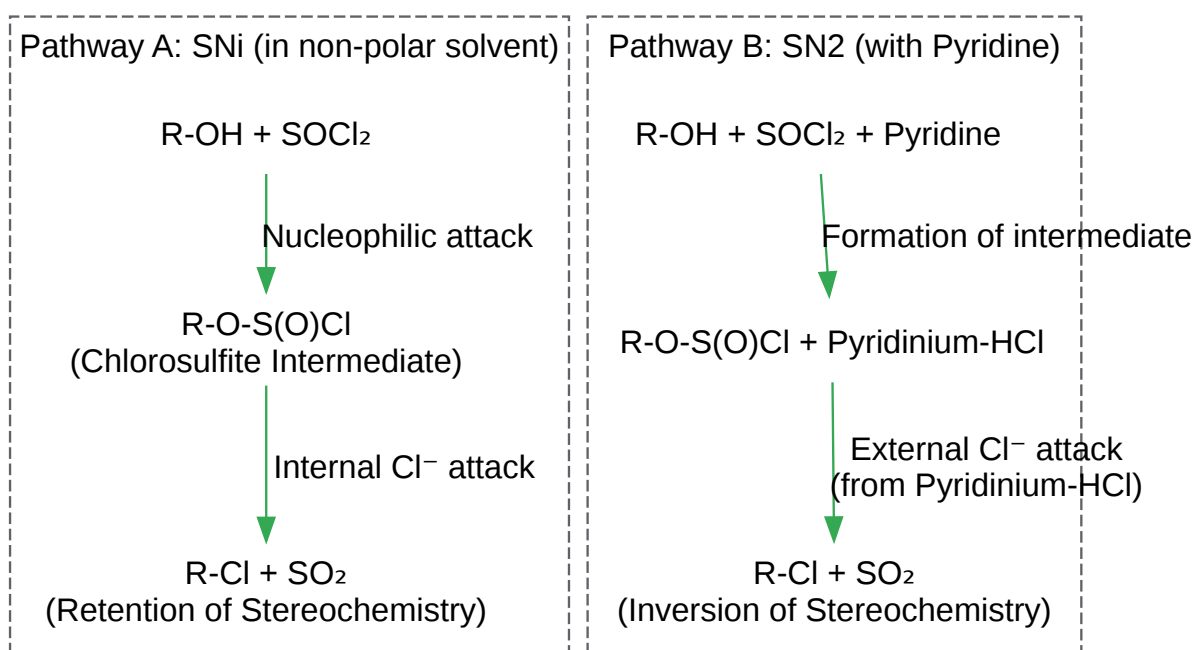 Pathway A: SNi (in non-polar solvent)
R-OH + SOCl₂
Nucleophilic attack
R-O-S(O)Cl
(Chlorosulfite Intermediate)
Internal Cl⁻ attack
R-Cl + SO₂
(Retention of Stereochemistry)
Pathway B: SN2 (with Pyridine)
R-OH + SOCl₂ + Pyridine
Formation of intermediate
R-O-S(O)Cl + Pyridinium-HCl
External Cl⁻ attack
(from Pyridinium-HCl)
R-Cl + SO₂
(Inversion of Stereochemistry)